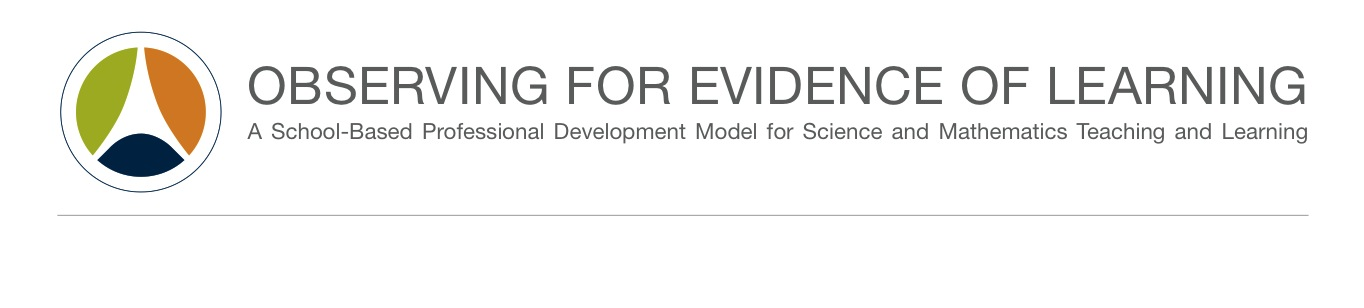 OBSERVING FOR EVIDENCE OF LEARNING
A School-Based Professional Development Model for Science and Mathematics Teaching and Learning